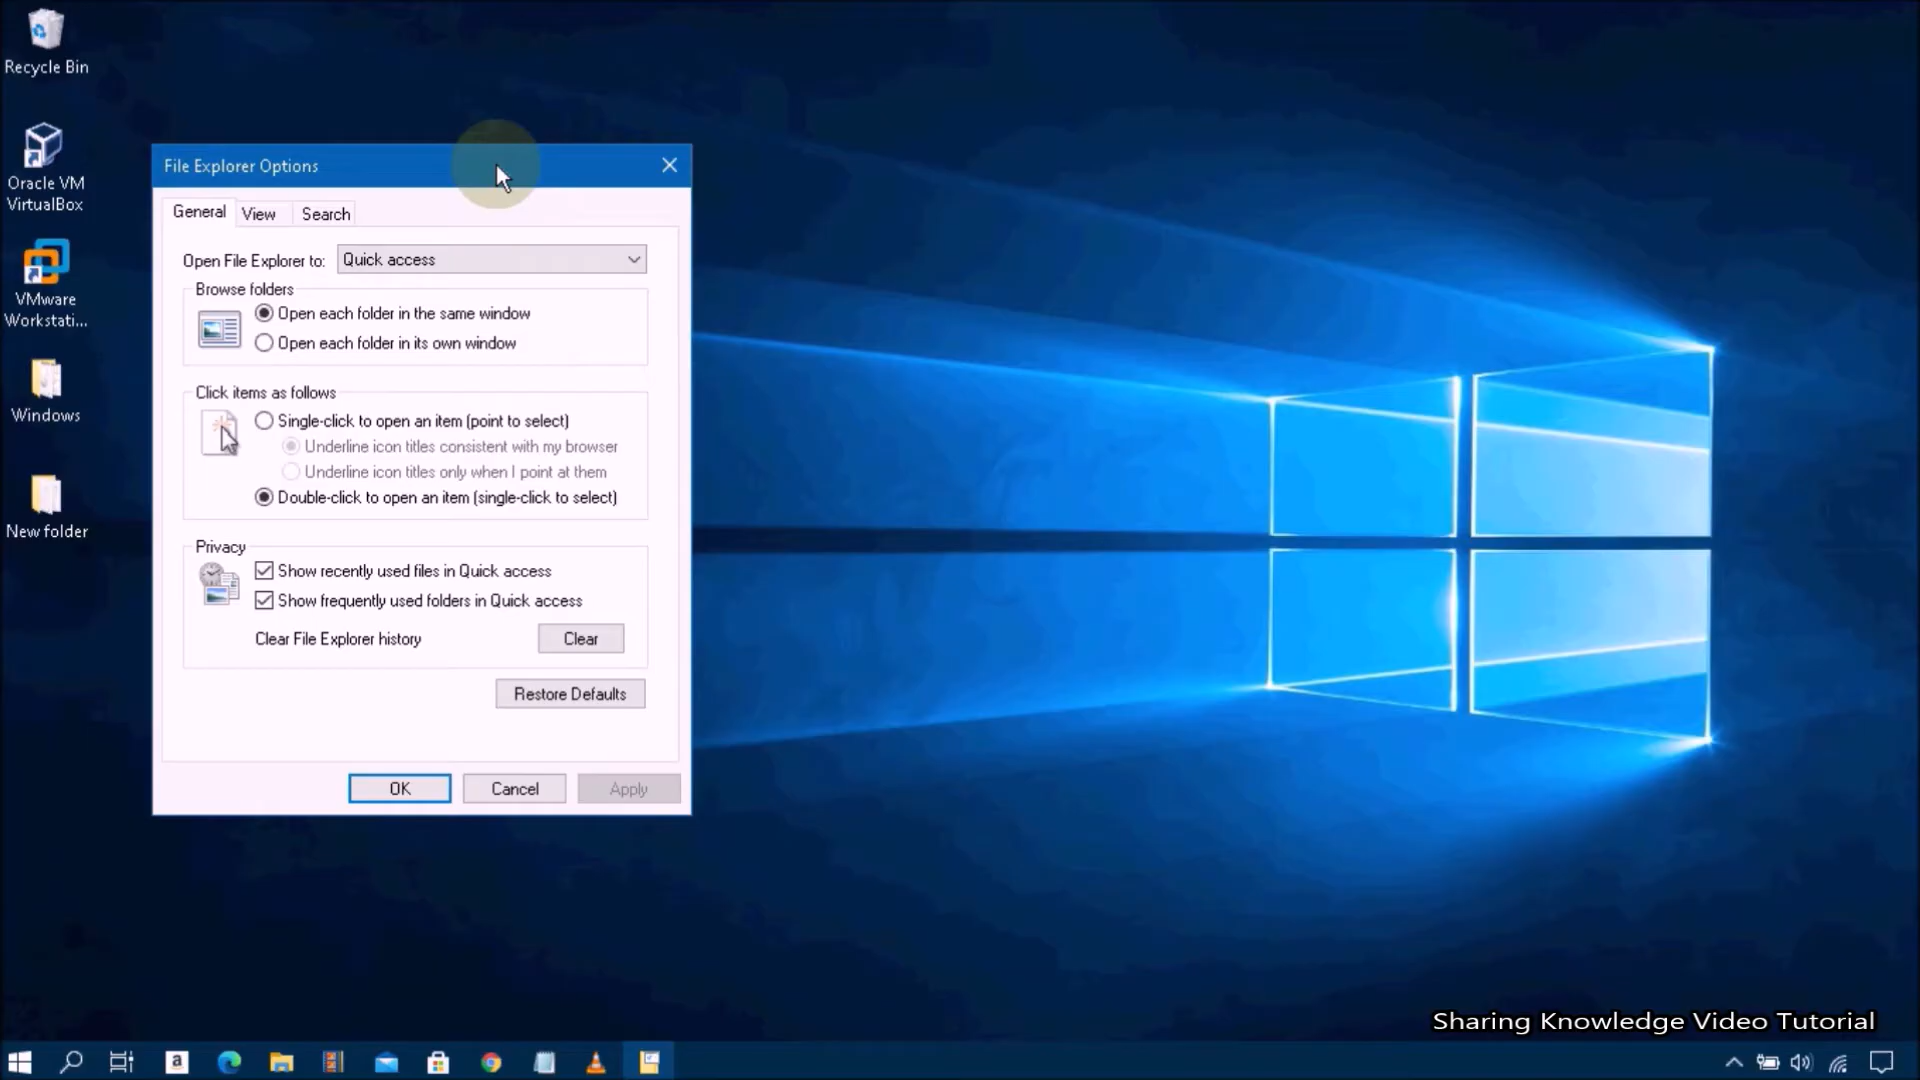 Recycle Bin
Oracle VM
VirtualBox
VMware
Workstati...
Windows
New folder
File Explorer Options
General
View
Search
Open File Explorer to:
Quick access
Browse folders
Open each folder in the same window
Open each folder in its own window
Click items as follows
Single-click to open an item (point to select)
Underline icon titles consistent with my browser
Underline icon titles only when I point at them
Double-click to open an item (single-click to select)
Privacy
Show recently used files in Quick access
Show frequently used folders in Quick access
Clear File Explorer history
Clear
Restore Defaults
OK
Cancel
Apply
Sharing Knowledge Video Tutorial
a